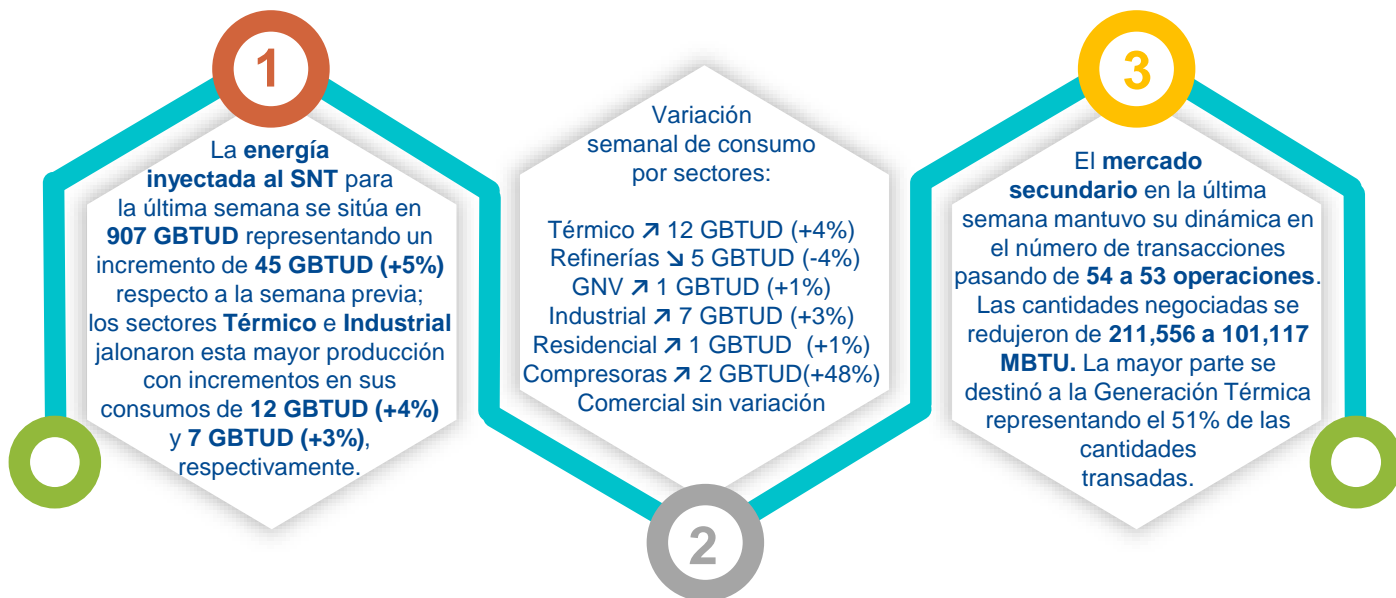 1
La energía
inyectada al SNT para
la última semana se sitúa en
907 GBTUD representando un
incremento de 45 GBTUD (+5%)
respecto a la semana previa;
los sectores Térmico e Industrial
jalonaron esta mayor producción
con incrementos en sus
consumos de 12 GBTUD (+4%)
y 7 GBTUD (+3%),
respectivamente.
Variación
semanal de consumo
por sectores:
Térmico ↗ 12 GBTUD (+4%)
Refinerías ↘ 5 GBTUD (-4%)
GNV ↗ 1 GBTUD (+1%)
Industrial ↗ 7 GBTUD (+3%)
Residencial ↗ 1 GBTUD (+1%)
Compresoras ↗ 2 GBTUD(+48%)
Comercial sin variación
2
3
El mercado
secundario en la última
semana mantuvo su dinámica en
el número de transacciones
pasando de 54 a 53 operaciones.
Las cantidades negociadas se
redujeron de 211,556 a 101,117
MBTU. La mayor parte se
destinó a la Generación Térmica
representando el 51% de las
cantidades
transadas.